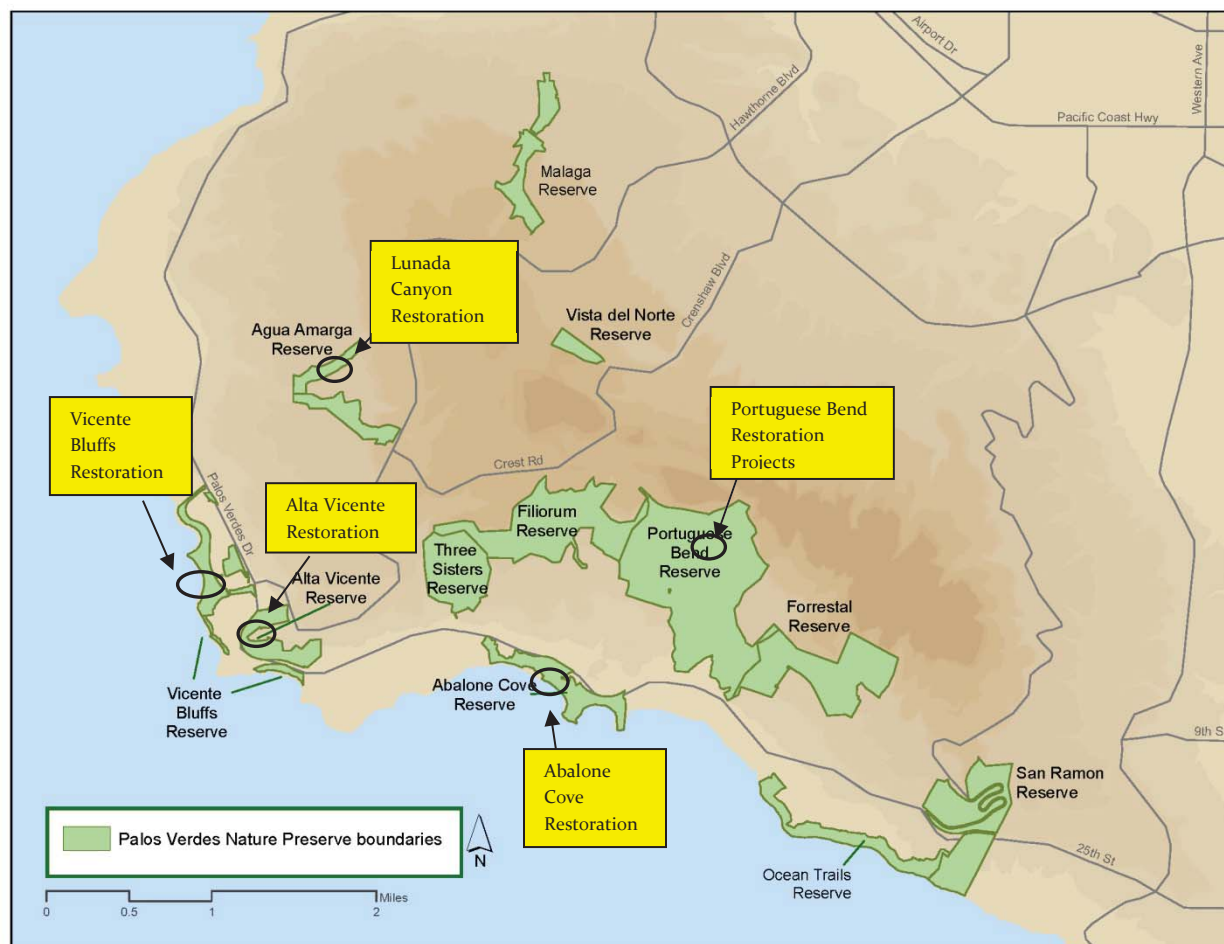 Airport Dr
Western Ave
Hawthorne Blvd
Pacific Coast Hwy
Malaga
Reserve
Lunada
Canyon
Restoration
Crenshaw Blvd
Vista del Norte
Reserve
Agua Amarga
Reserve
Vicente
Bluffs
Restoration
Portuguese Bend
Restoration
Projects
Crest Rd
Palos Verdes Dr
Alta Vicente
Restoration
Filiorum
Reserve
Three
Sisters
Reserve
Portuguese
Bend
Reserve
Alta Vicente
Reserve
Forrestal
Reserve
Vicente
Bluffs
Reserve
Abalone Cove
Reserve
9th S
Abalone
Cove
Restoration
San Ramon
Reserve
25th St
Ocean Trails
Reserve
Palos Verdes Nature Preserve boundaries
N
Miles
0 0.5 1 2